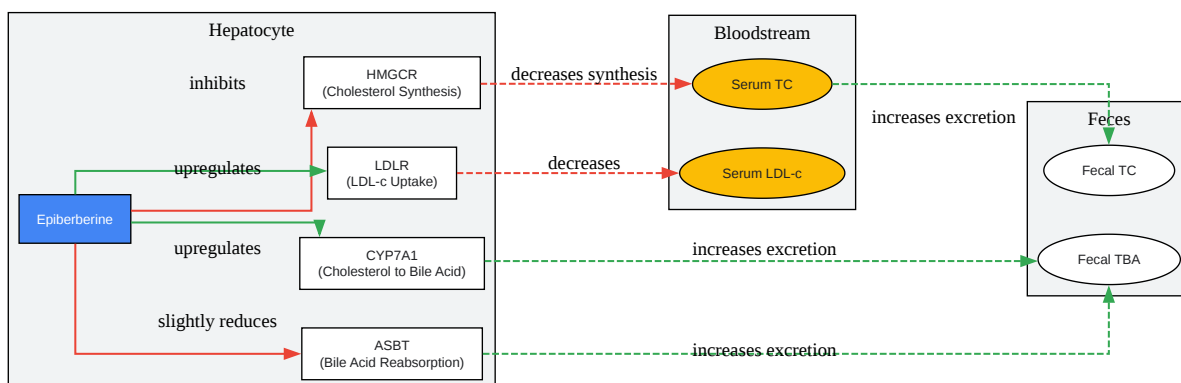 Hepatocyte
Bloodstream
inhibits
HMGCR
(Cholesterol Synthesis)
decreases synthesis
Serum TC
increases excretion
Feces
upregulates
LDLR
(LDL-c Uptake)
decreases
Serum LDL-c
Fecal TC
Epiberberine
upregulates
CYP7A1
(Cholesterol to Bile Acid)
increases excretion
Fecal TBA
slightly reduces
ASBT
(Bile Acid Reabsorption)
increases excretion